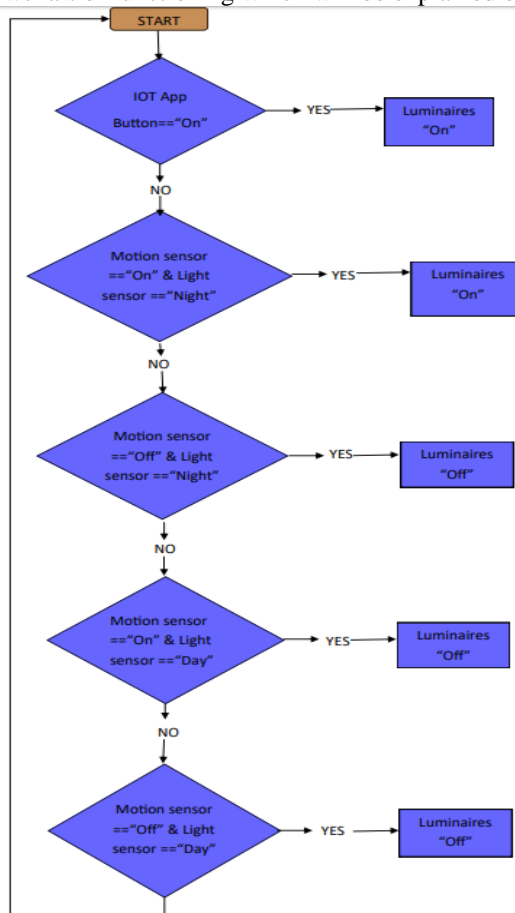 START
IOT App
Button==“On”
YES
Luminaires
“On”
NO
Motion sensor
==“On” & Light
sensor ==“Night”
YES
Luminaires
“On”
NO
Motion sensor
==“Off” & Light
sensor ==“Night”
YES
Luminaires
“Off”
NO
Motion sensor
==“On” & Light
sensor ==“Day”
YES
Luminaires
“Off”
NO
Motion sensor
==“Off” & Light
sensor ==“Day”
YES
Luminaires
“Off”